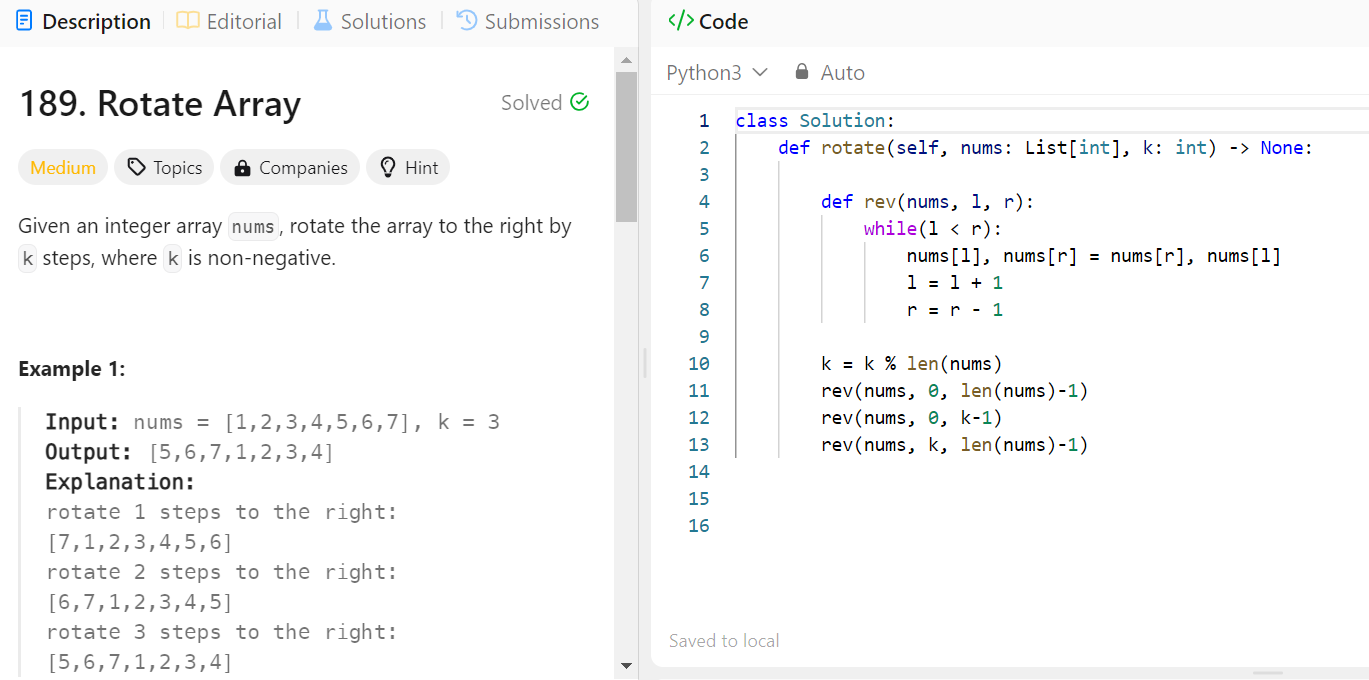 Description Editorial Solutions Submissions
189. Rotate Array
Solved
Medium Topics Companies Hint
Given an integer array nums, rotate the array to the right by
k steps, where k is non-negative.
Example 1:
Input: nums = [1,2,3,4,5,6,7], k = 3
Output: [5,6,7,1,2,3,4]
Explanation:
rotate 1 steps to the right:
[7,1,2,3,4,5,6]
rotate 2 steps to the right:
[6,7,1,2,3,4,5]
rotate 3 steps to the right:
[5,6,7,1,2,3,4]
</> Code
Python3 Auto
1 class Solution:
2     def rotate(self, nums: List[int], k: int) -> None:
3
4         def rev(nums, l, r):
5             while(l < r):
6                 nums[l], nums[r] = nums[r], nums[l]
7                 l = l + 1
8                 r = r - 1
9
10         k = k % len(nums)
11         rev(nums, 0, len(nums)-1)
12         rev(nums, 0, k-1)
13         rev(nums, k, len(nums)-1)
14
15
16
Saved to local